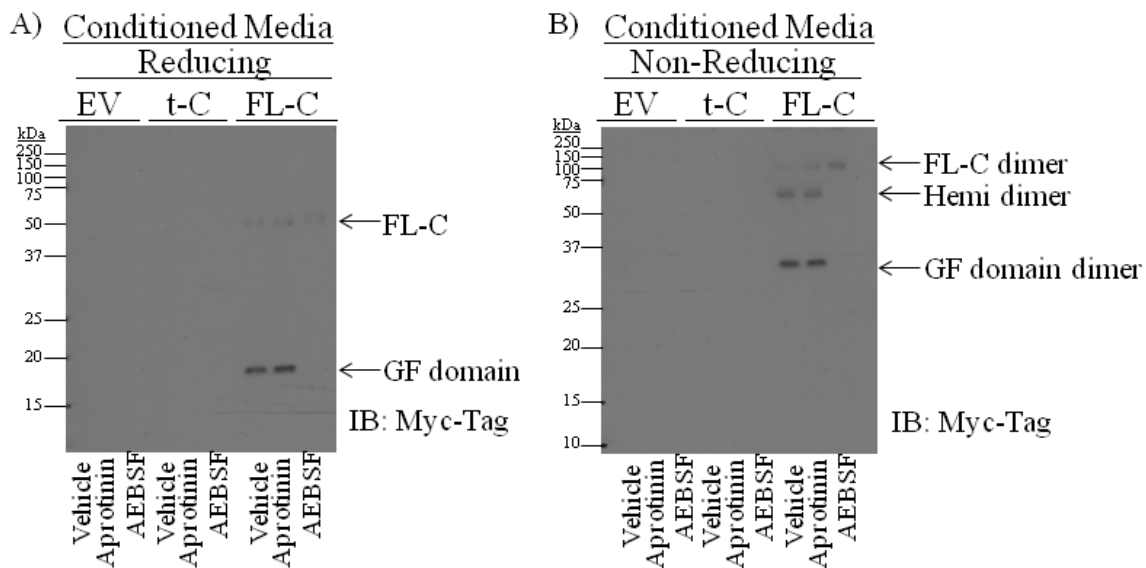 A) Conditioned Media
Reducing
EV t-C FL-C
kDa
250
150
100
75
50
37
25
20
15
FL-C
GF domain
IB: Myc-Tag
Vehicle
Aprotinin
AEBSF
Vehicle
Aprotinin
AEBSF
Vehicle
Aprotinin
AEBSF
B) Conditioned Media
Non-Reducing
EV t-C FL-C
kDa
250
150
100
75
50
37
25
20
15
10
FL-C dimer
Hemi dimer
GF domain dimer
IB: Myc-Tag
Vehicle
Aprotinin
AEBSF
Vehicle
Aprotinin
AEBSF
Vehicle
Aprotinin
AEBSF